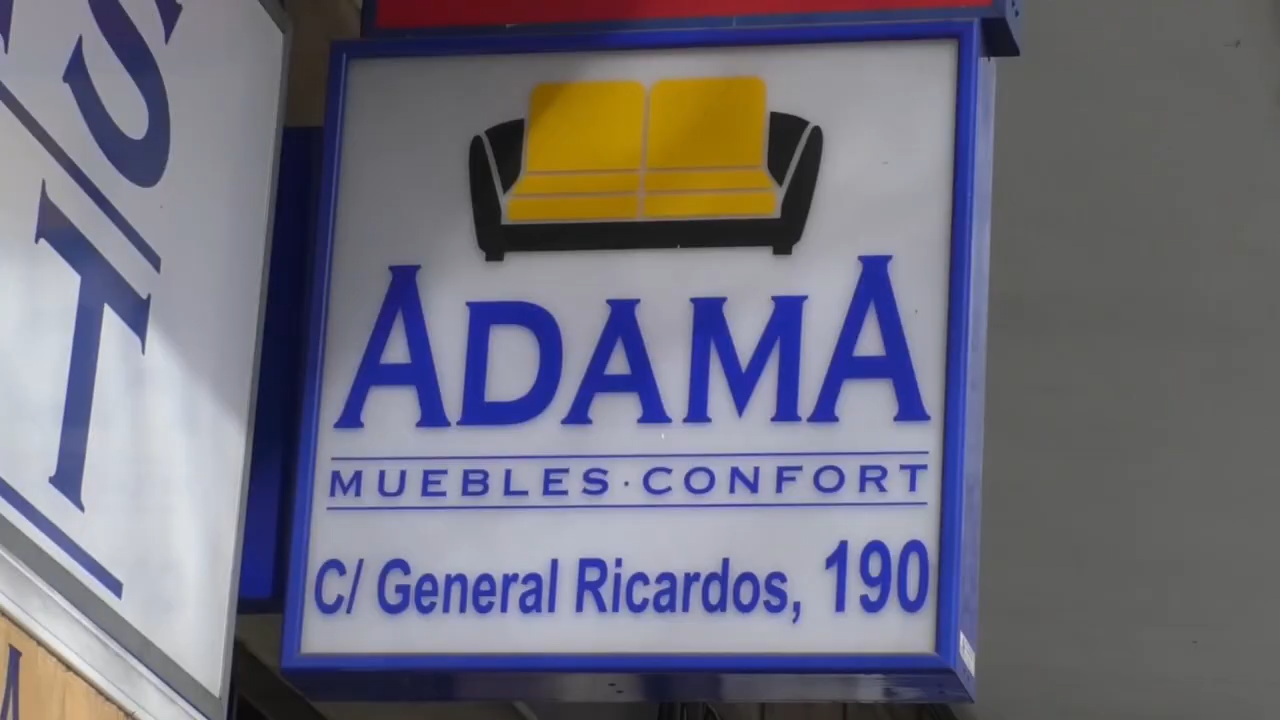 ADAMA
MUEBLES · CONFORT
C/ General Ricardos, 190